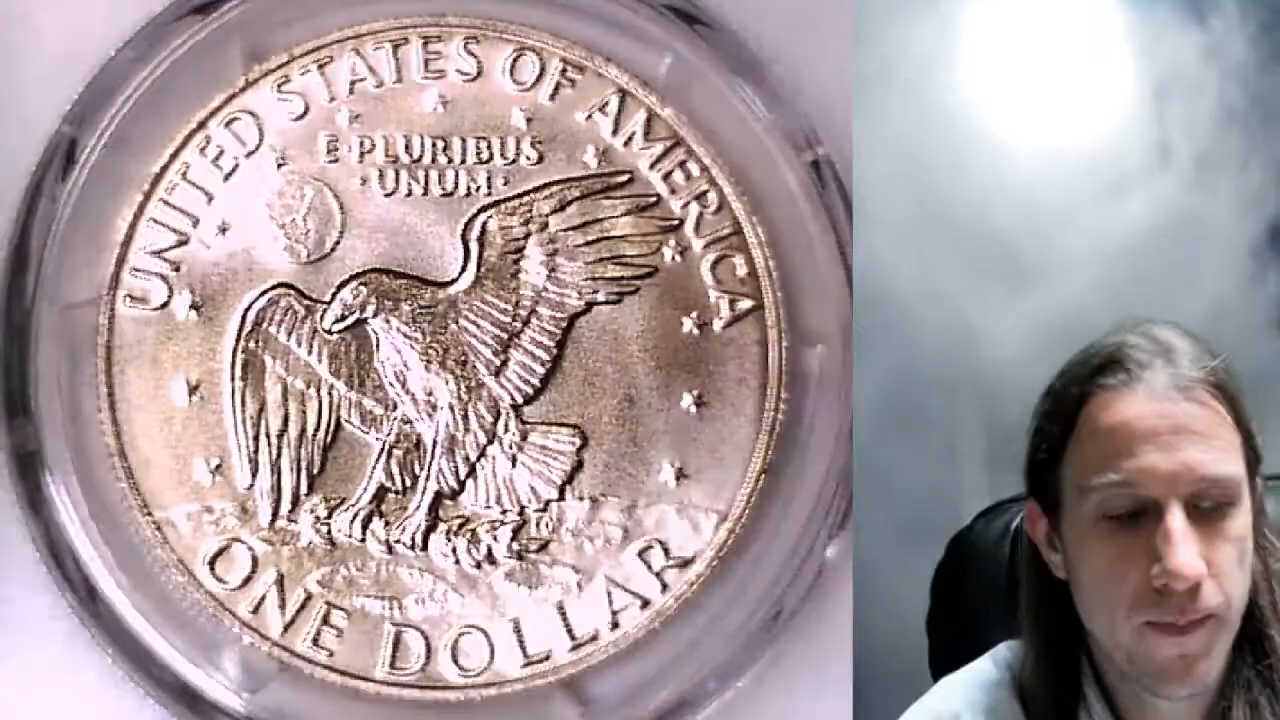 UNITED STATES OF AMERICA
E·PLURIBUS
·UNUM·
ONE DOLLAR